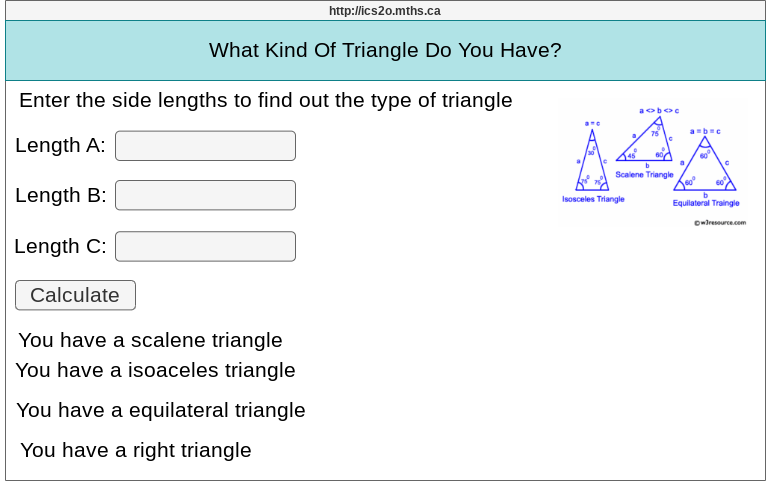 http://ics2o.mths.ca
What Kind Of Triangle Do You Have?
Enter the side lengths to find out the type of triangle
Length A:
Length B:
Length C:
Calculate
You have a scalene triangle
You have a isoaceles triangle
You have a equilateral triangle
You have a right triangle
a <> b <> c
a = c
a = b = c
a
75°
c
45°
60°
b
Scalene Triangle
30°
a
c
75°
75°
Isosceles Triangle
60°
a
c
60°
60°
b
Equilateral Traingle
© w3resource.com